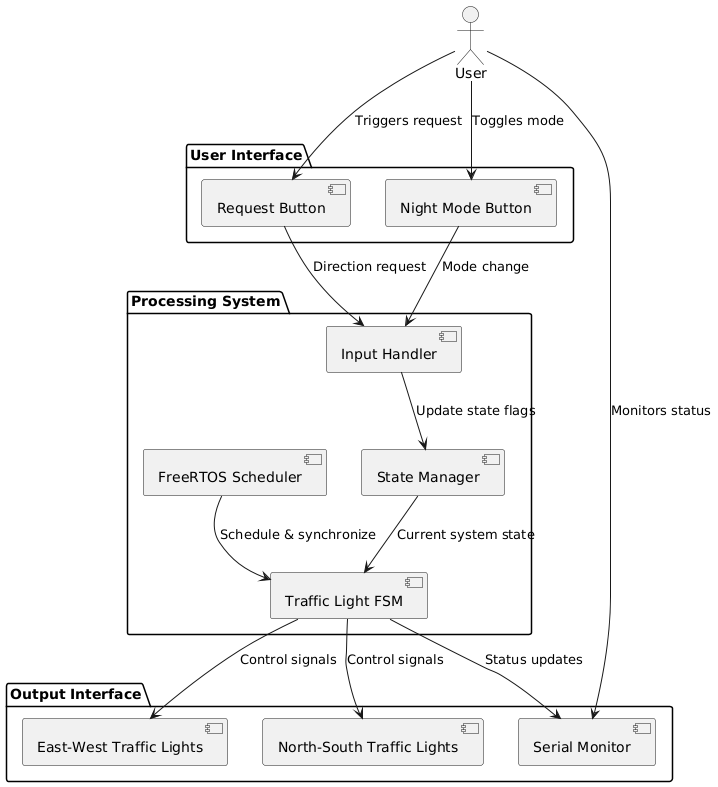 User
Triggers request
Toggles mode
User Interface
Request Button
Night Mode Button
Direction request
Mode change
Processing System
Input Handler
Update state flags
Monitors status
FreeRTOS Scheduler
State Manager
Schedule & synchronize
Current system state
Traffic Light FSM
Control signals
Control signals
Status updates
Output Interface
East-West Traffic Lights
North-South Traffic Lights
Serial Monitor